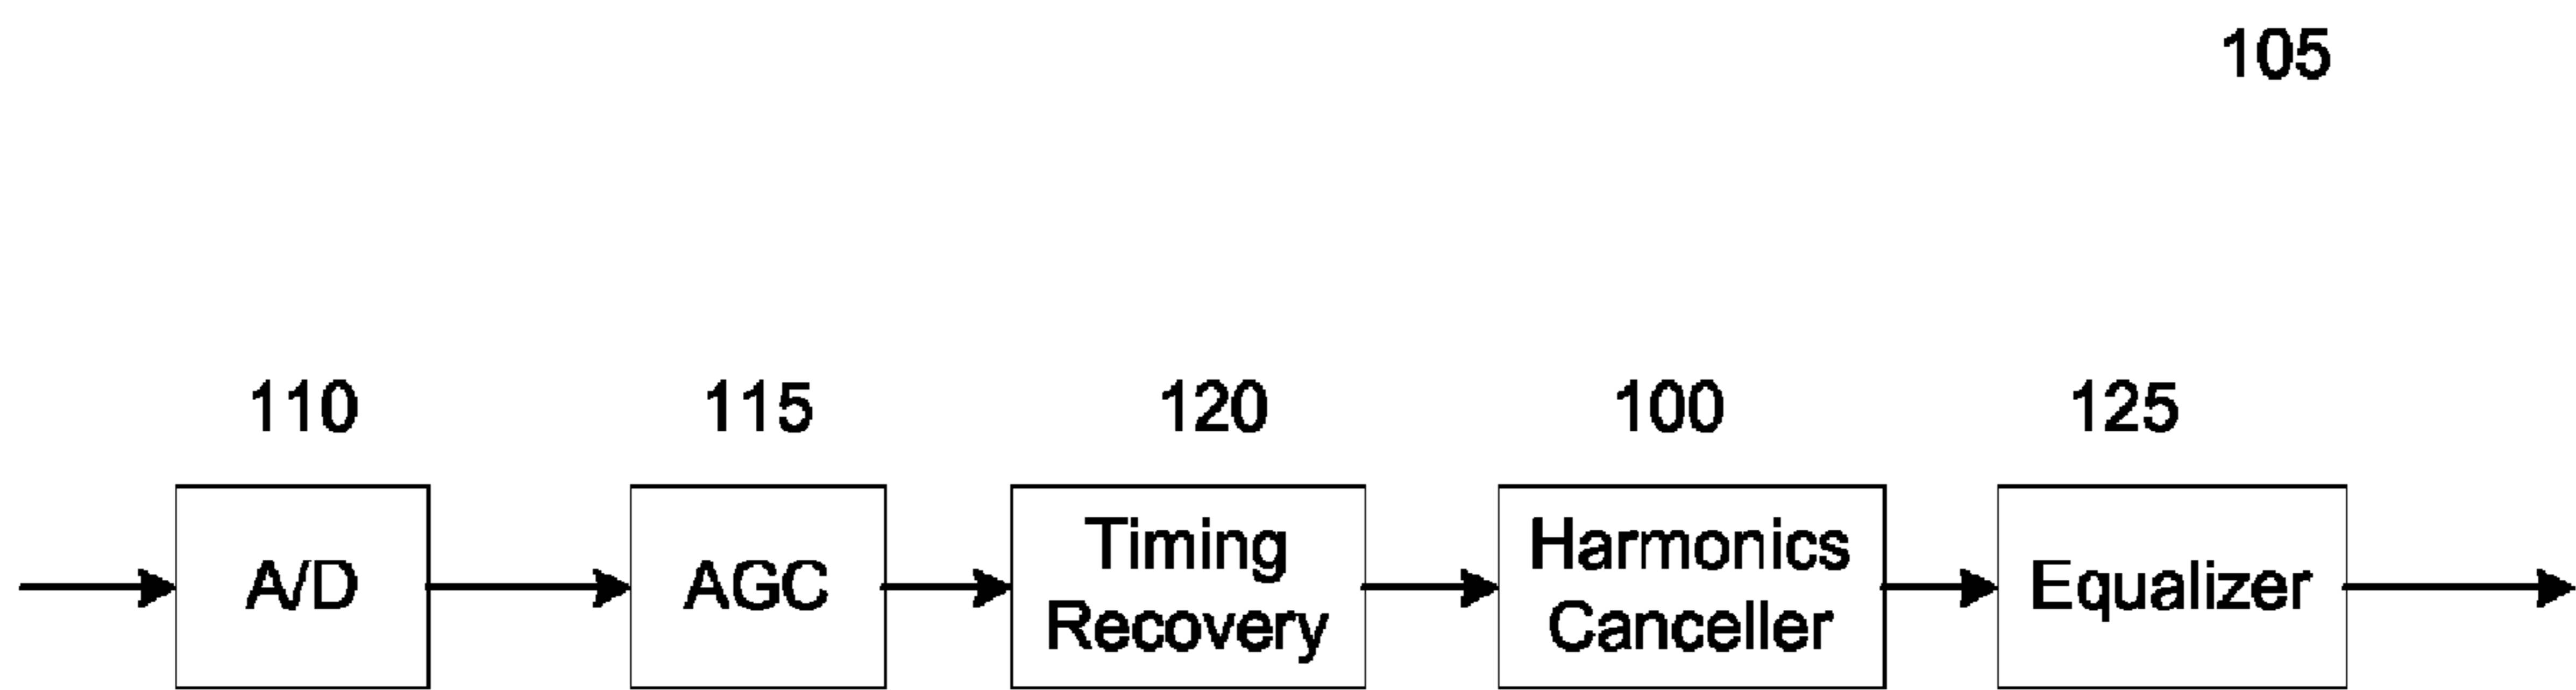 105
110 115 120 100 125
A/D
AGC
Timing
Recovery
Harmonics
Canceller
Equalizer